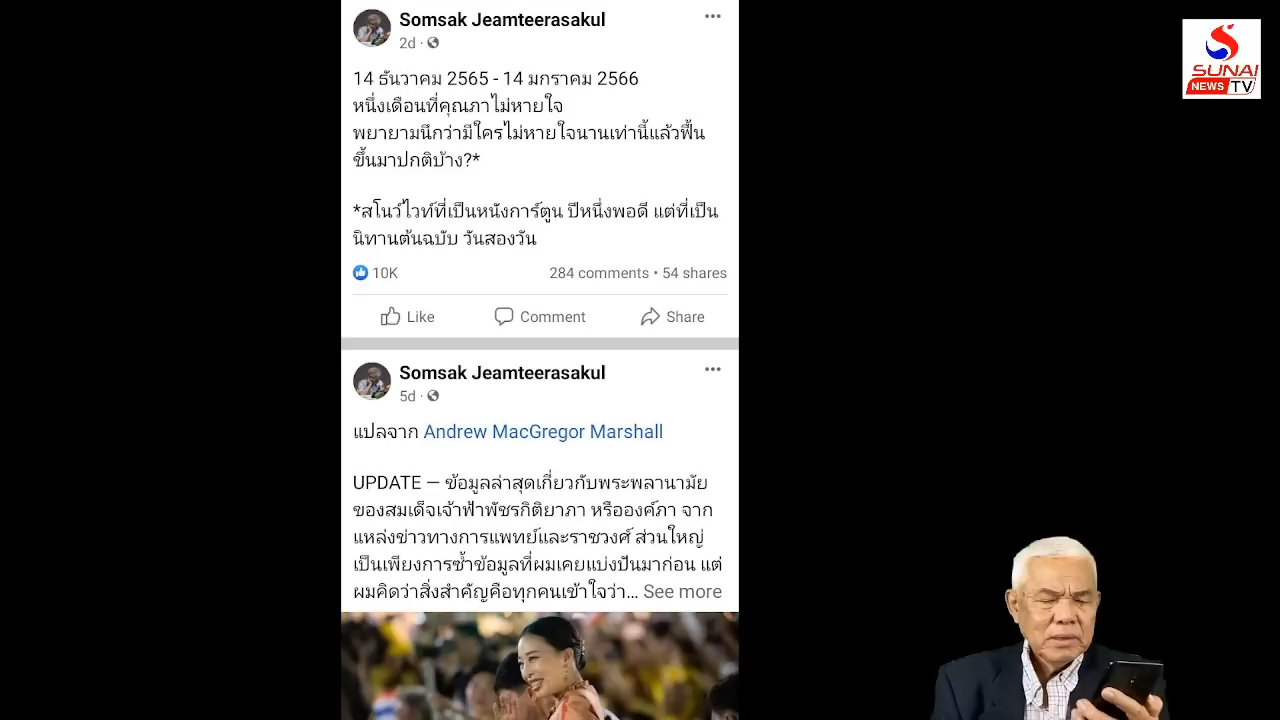 Somsak Jeamteerasakul
2d ·
14 ธันวาคม 2565 - 14 มกราคม 2566
หนึ่งเดือนที่คุณภาไม่หายใจ
พยายามนึกว่ามีใครไม่หายใจนานเท่านี้แล้วฟื้น
ขึ้นมาปกติบ้าง?*
*สโนว์ไวท์ที่เป็นหนังการ์ตูน ปีหนึ่งพอดี แต่ที่เป็น
นิทานต้นฉบับ วันสองวัน
10K 284 comments • 54 shares
Like Comment Share
Somsak Jeamteerasakul
5d ·
แปลจาก Andrew MacGregor Marshall
UPDATE — ข้อมูลล่าสุดเกี่ยวกับพระพลานามัย
ของสมเด็จเจ้าฟ้าพัชรกิติยาภา หรือองค์ภา จาก
แหล่งข่าวทางการแพทย์และราชวงศ์ ส่วนใหญ่
เป็นเพียงการซ้ำข้อมูลที่ผมเคยแบ่งปันมาก่อน แต่
ผมคิดว่าสิ่งสำคัญคือทุกคนเข้าใจว่า... See more
SUNAI
NEWS TV